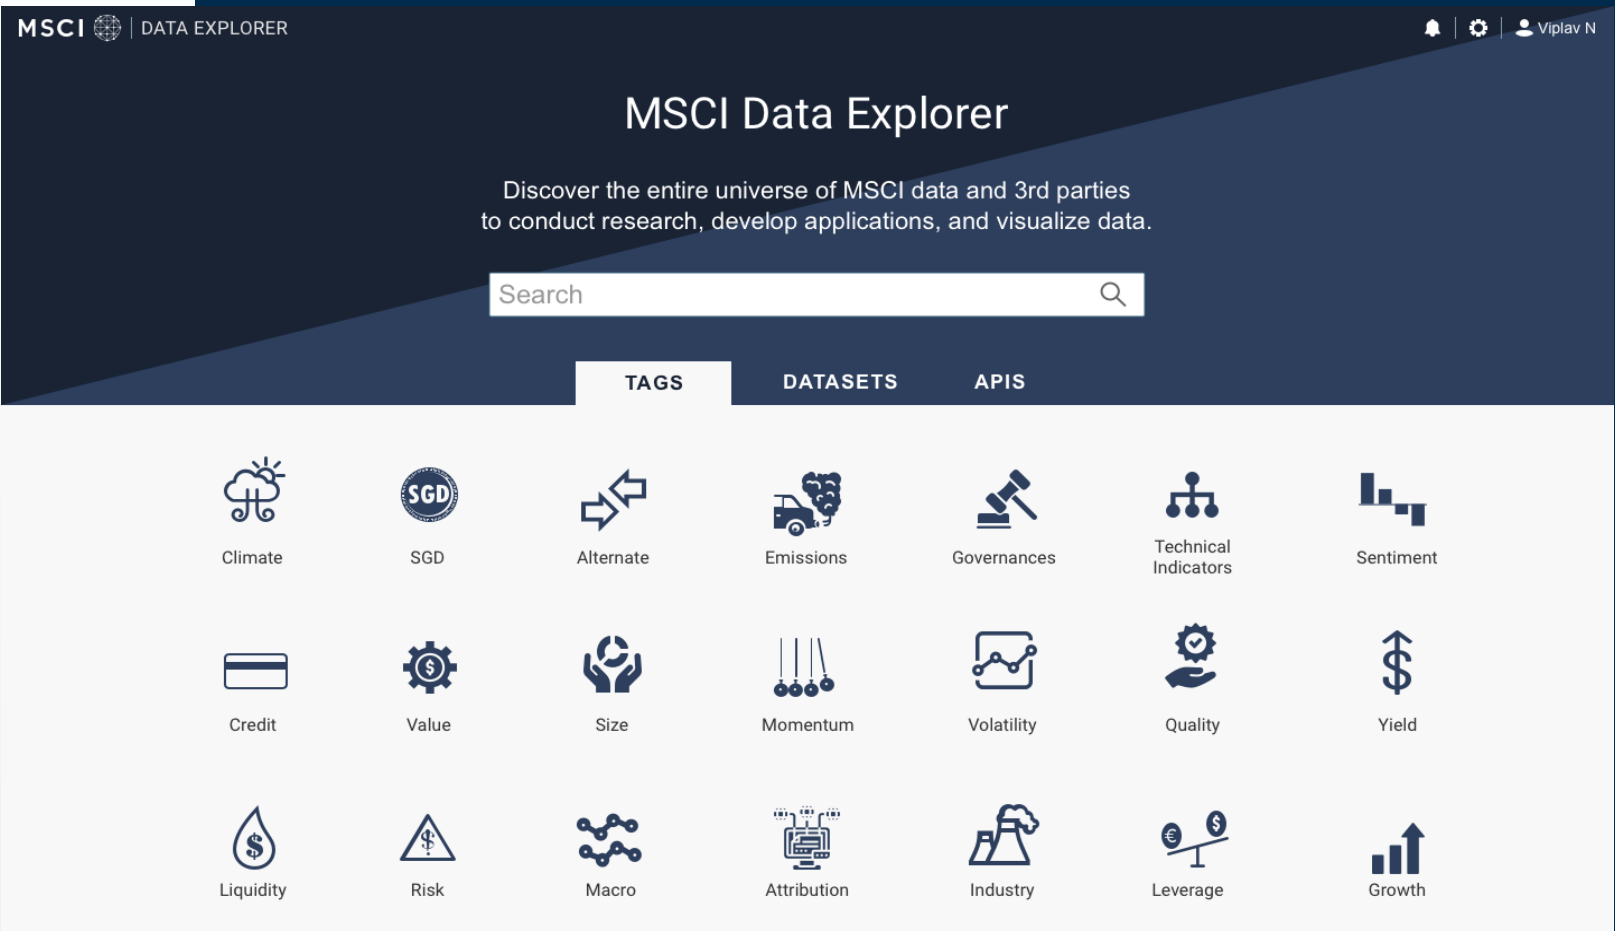 MSCI DATA EXPLORER
Viplav N
MSCI Data Explorer
Discover the entire universe of MSCI data and 3rd parties
to conduct research, develop applications, and visualize data.
Search
TAGS DATASETS APIS
SGD
Climate SGD Alternate Emissions Governances Technical Indicators Sentiment
$ $
Credit Value Size Momentum Volatility Quality Yield
$ $ € $
Liquidity Risk Macro Attribution Industry Leverage Growth